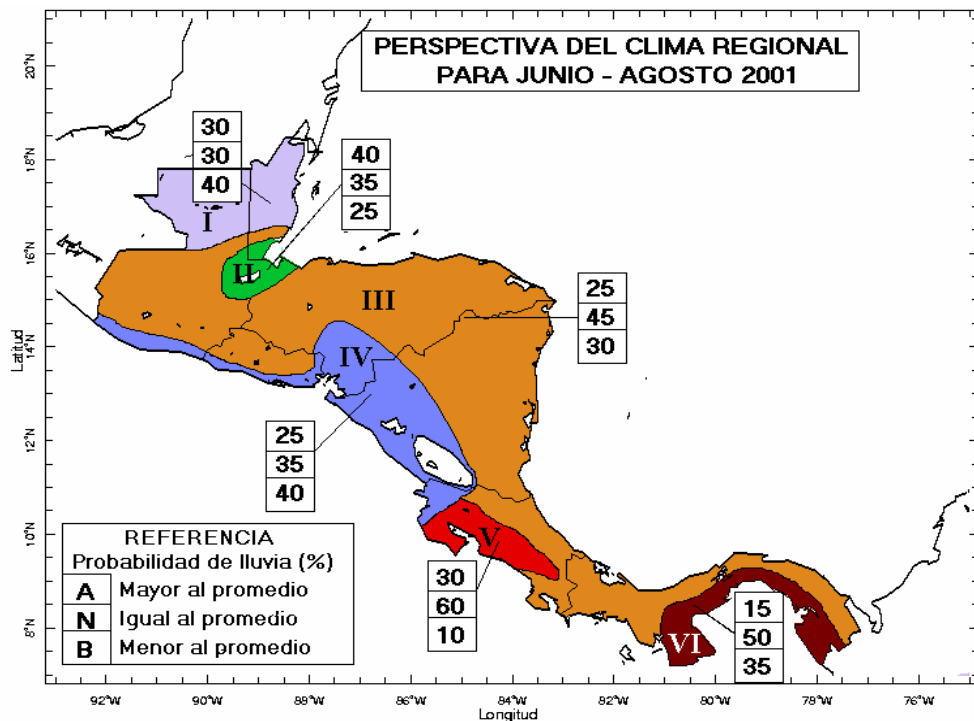 PERSPECTIVA DEL CLIMA REGIONAL
PARA JUNIO - AGOSTO 2001
30
30
40
40
35
25
I
II
III
25
45
30
IV
25
35
40
V
30
60
10
VI
15
50
35
REFERENCIA
Probabilidad de lluvia (%)
A Mayor al promedio
N Igual al promedio
B Menor al promedio
Latitud
20°N
18°N
16°N
14°N
12°N
10°N
8°N
92°W 90°W 88°W 86°W 84°W 82°W 80°W 78°W 76°W
Longitud